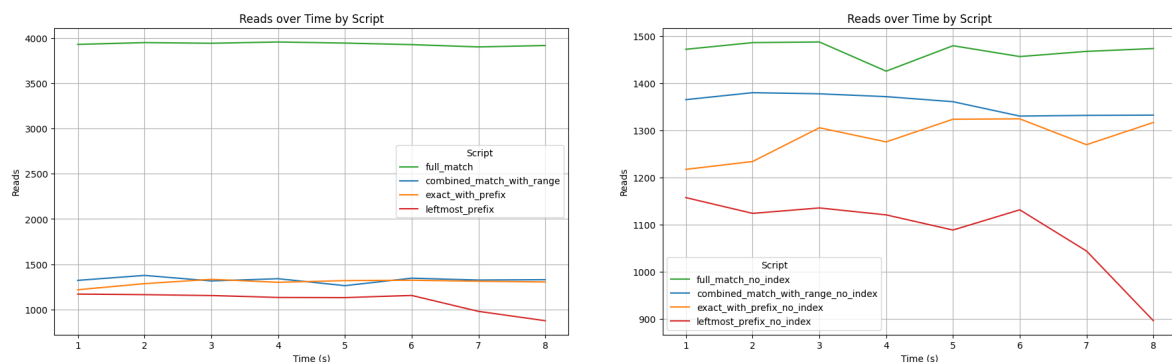 Reads over Time by Script
4000
3500
3000
2500
2000
1500
1000
Reads
Script
full_match
combined_match_with_range
exact_with_prefix
leftmost_prefix
1 2 3 4 5 6 7 8
Time (s)
Reads over Time by Script
1500
1400
1300
1200
1100
1000
900
Reads
Script
full_match_no_index
combined_match_with_range_no_index
exact_with_prefix_no_index
leftmost_prefix_no_index
1 2 3 4 5 6 7 8
Time (s)